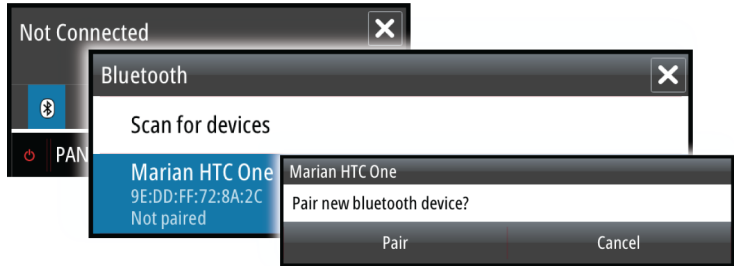 Not Connected
Bluetooth
Scan for devices
PAN
Marian HTC One
9E:DD:FF:72:8A:2C
Not paired
Marian HTC One
Pair new bluetooth device?
Pair Cancel